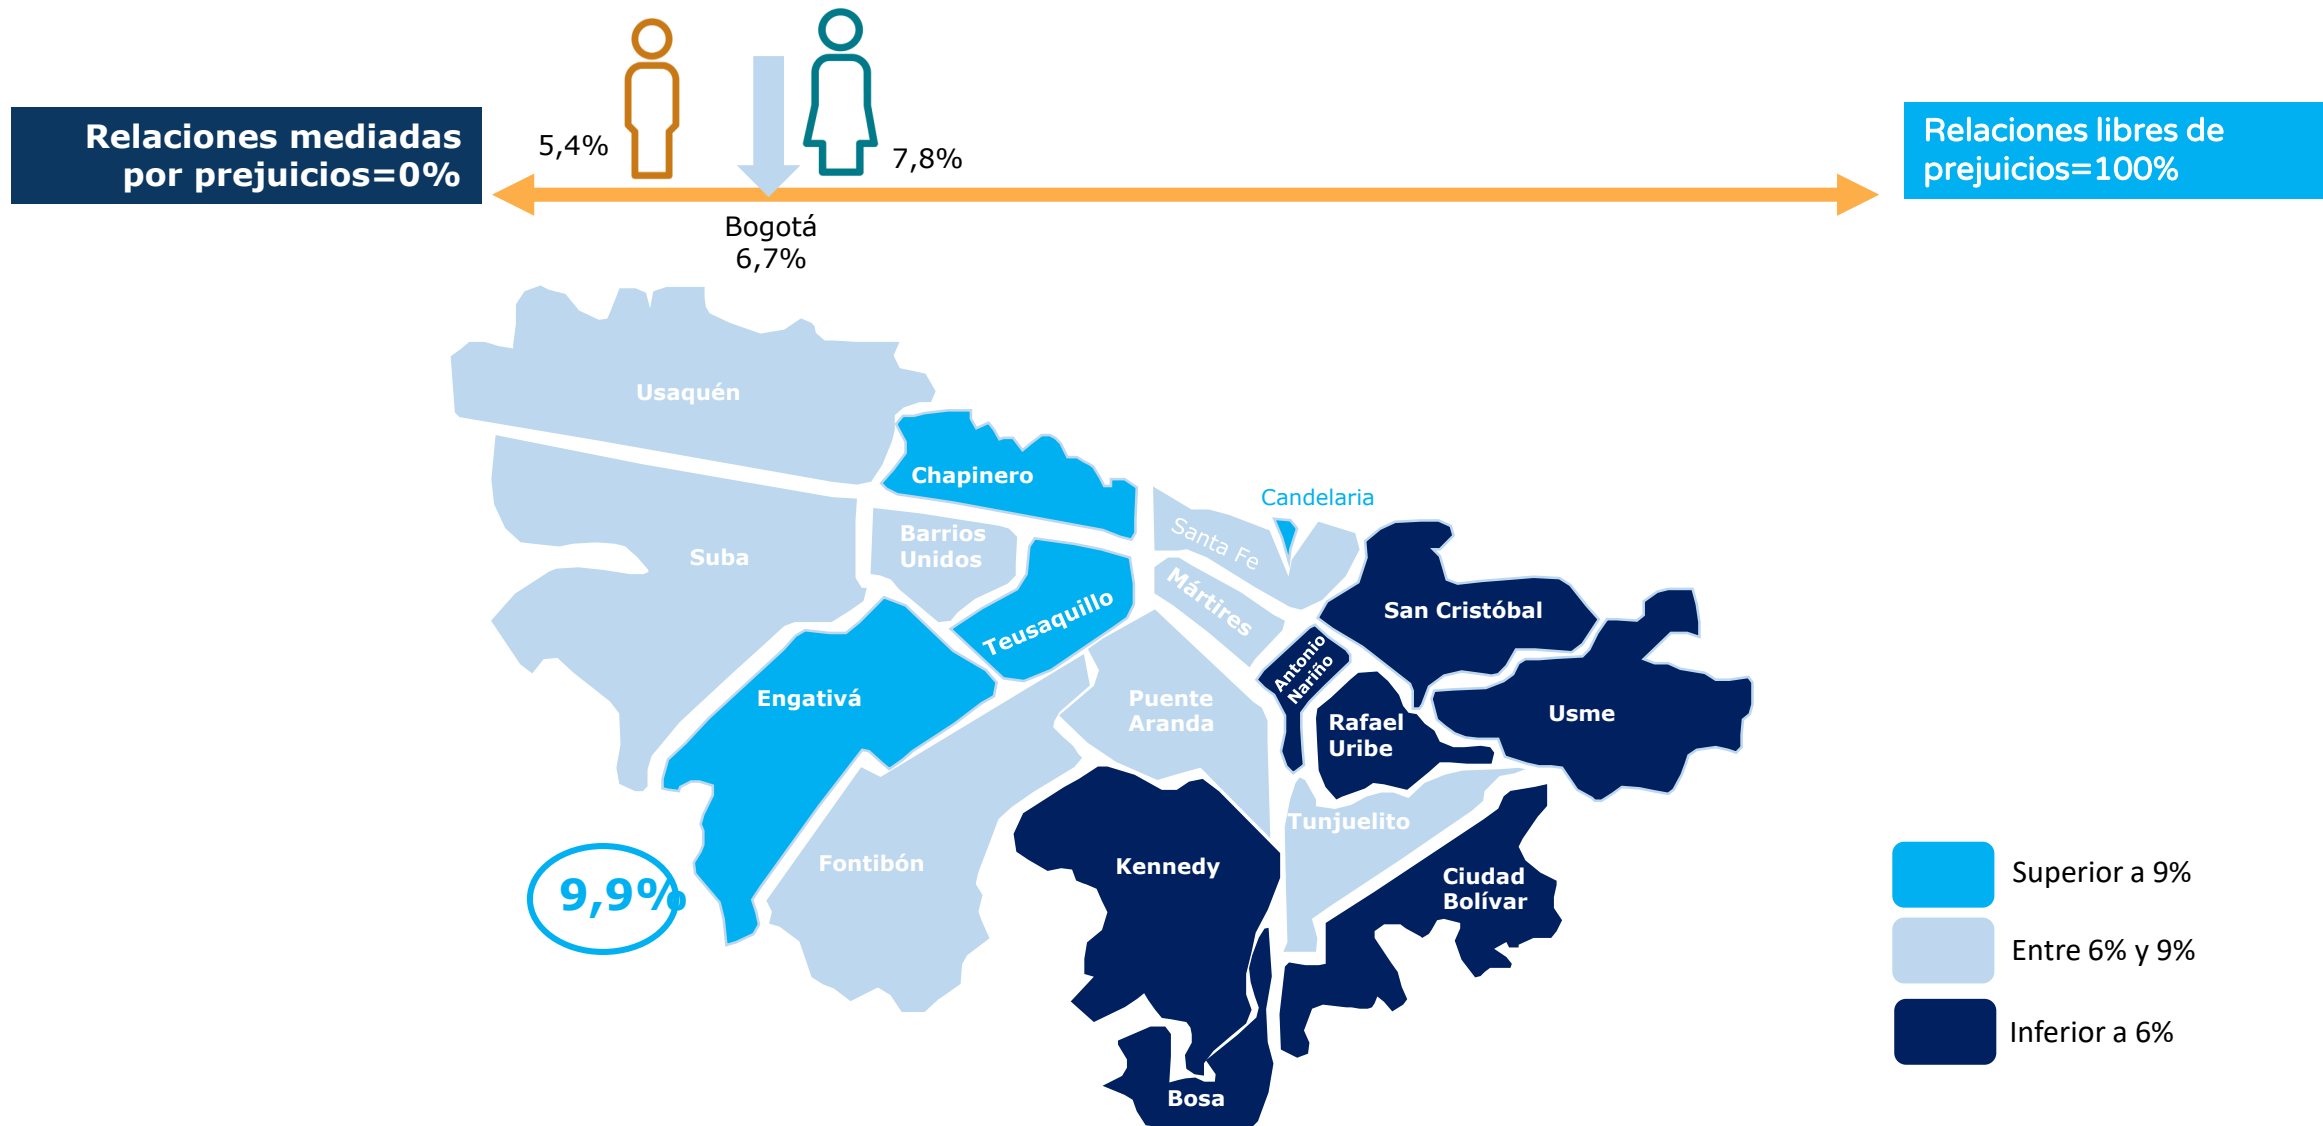 Relaciones mediadas
por prejuicios=0%
5,4%
7,8%
Relaciones libres de
prejuicios=100%
Bogotá
6,7%
Usaquén
Chapinero
Candelaria
Santa Fe
Barrios
Unidos
Suba
Mártires
Teusaquillo
San Cristóbal
Antonio
Nariño
Engativá
Puente
Aranda
Rafael
Uribe
Usme
Tunjuelito
Fontibón
Kennedy
Ciudad
Bolívar
9,9%
Bosa
Superior a 9%
Entre 6% y 9%
Inferior a 6%